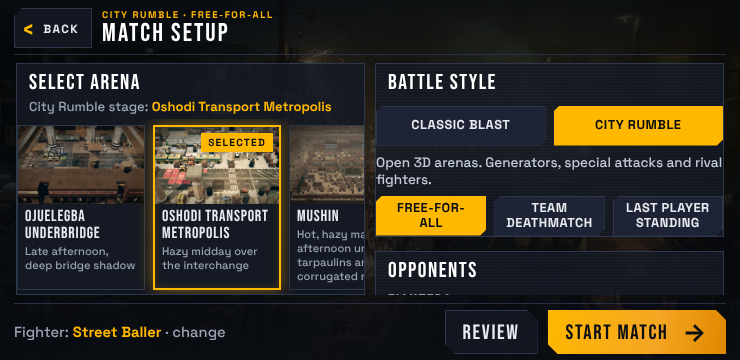 < BACK
CITY RUMBLE · FREE-FOR-ALL
MATCH SETUP
SELECT ARENA
City Rumble stage: Oshodi Transport Metropolis
SELECTED
OJUELEGBA
UNDERBRIDGE
Late afternoon,
deep bridge shadow
OSHODI TRANSPORT
METROPOLIS
Hazy midday over
the interchange
MUSHIN
Hot, hazy
afternoon
tarpaulins
corrugated
BATTLE STYLE
CLASSIC BLAST
CITY RUMBLE
Open 3D arenas. Generators, special attacks and rival
fighters.
FREE-FOR-
ALL
TEAM
DEATHMATCH
LAST PLAYER
STANDING
OPPONENTS
Fighter: Street Baller · change
REVIEW
START MATCH →